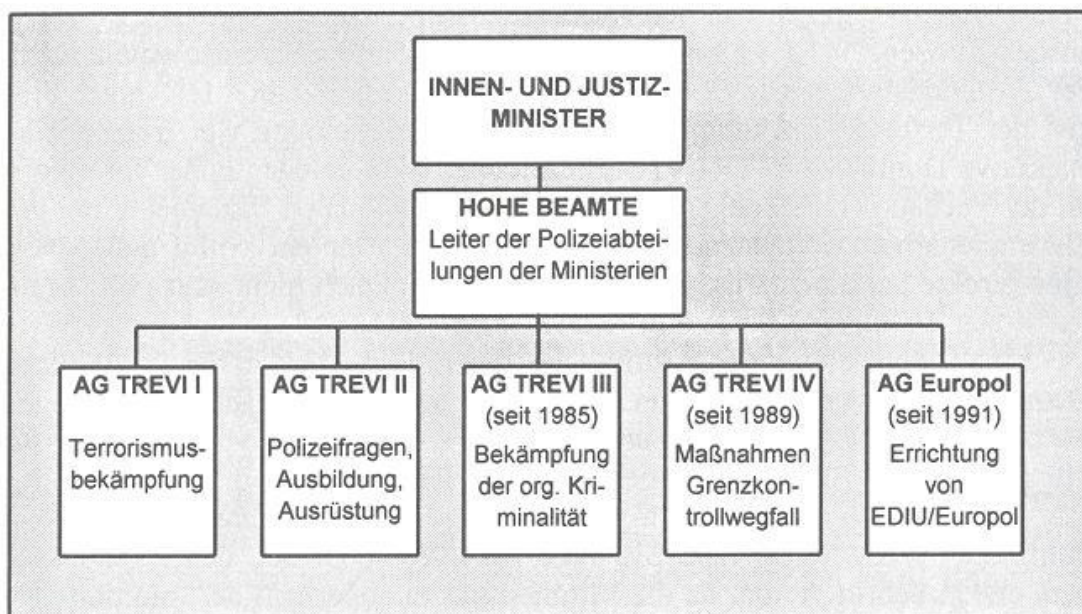 INNEN- UND JUSTIZ-
MINISTER
HOHE BEAMTE
Leiter der Polizeiabtei-
lungen der Ministerien
AG TREVI I
Terrorismus-
bekämpfung
AG TREVI II
Polizeifragen,
Ausbildung,
Ausrüstung
AG TREVI III
(seit 1985)
Bekämpfung
der org. Kri-
minalität
AG TREVI IV
(seit 1989)
Maßnahmen
Grenzkon-
trollwegfall
AG Europol
(seit 1991)
Errichtung
von
EDIU/Europol